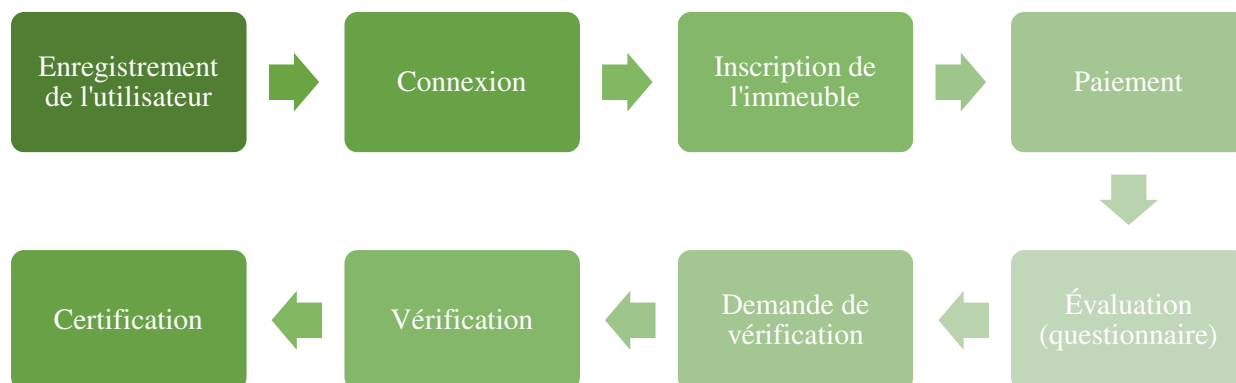 Enregistrement
de l'utilisateur
Connexion
Inscription de
l'immeuble
Paiement
Évaluation
(questionnaire)
Demande de
vérification
Vérification
Certification